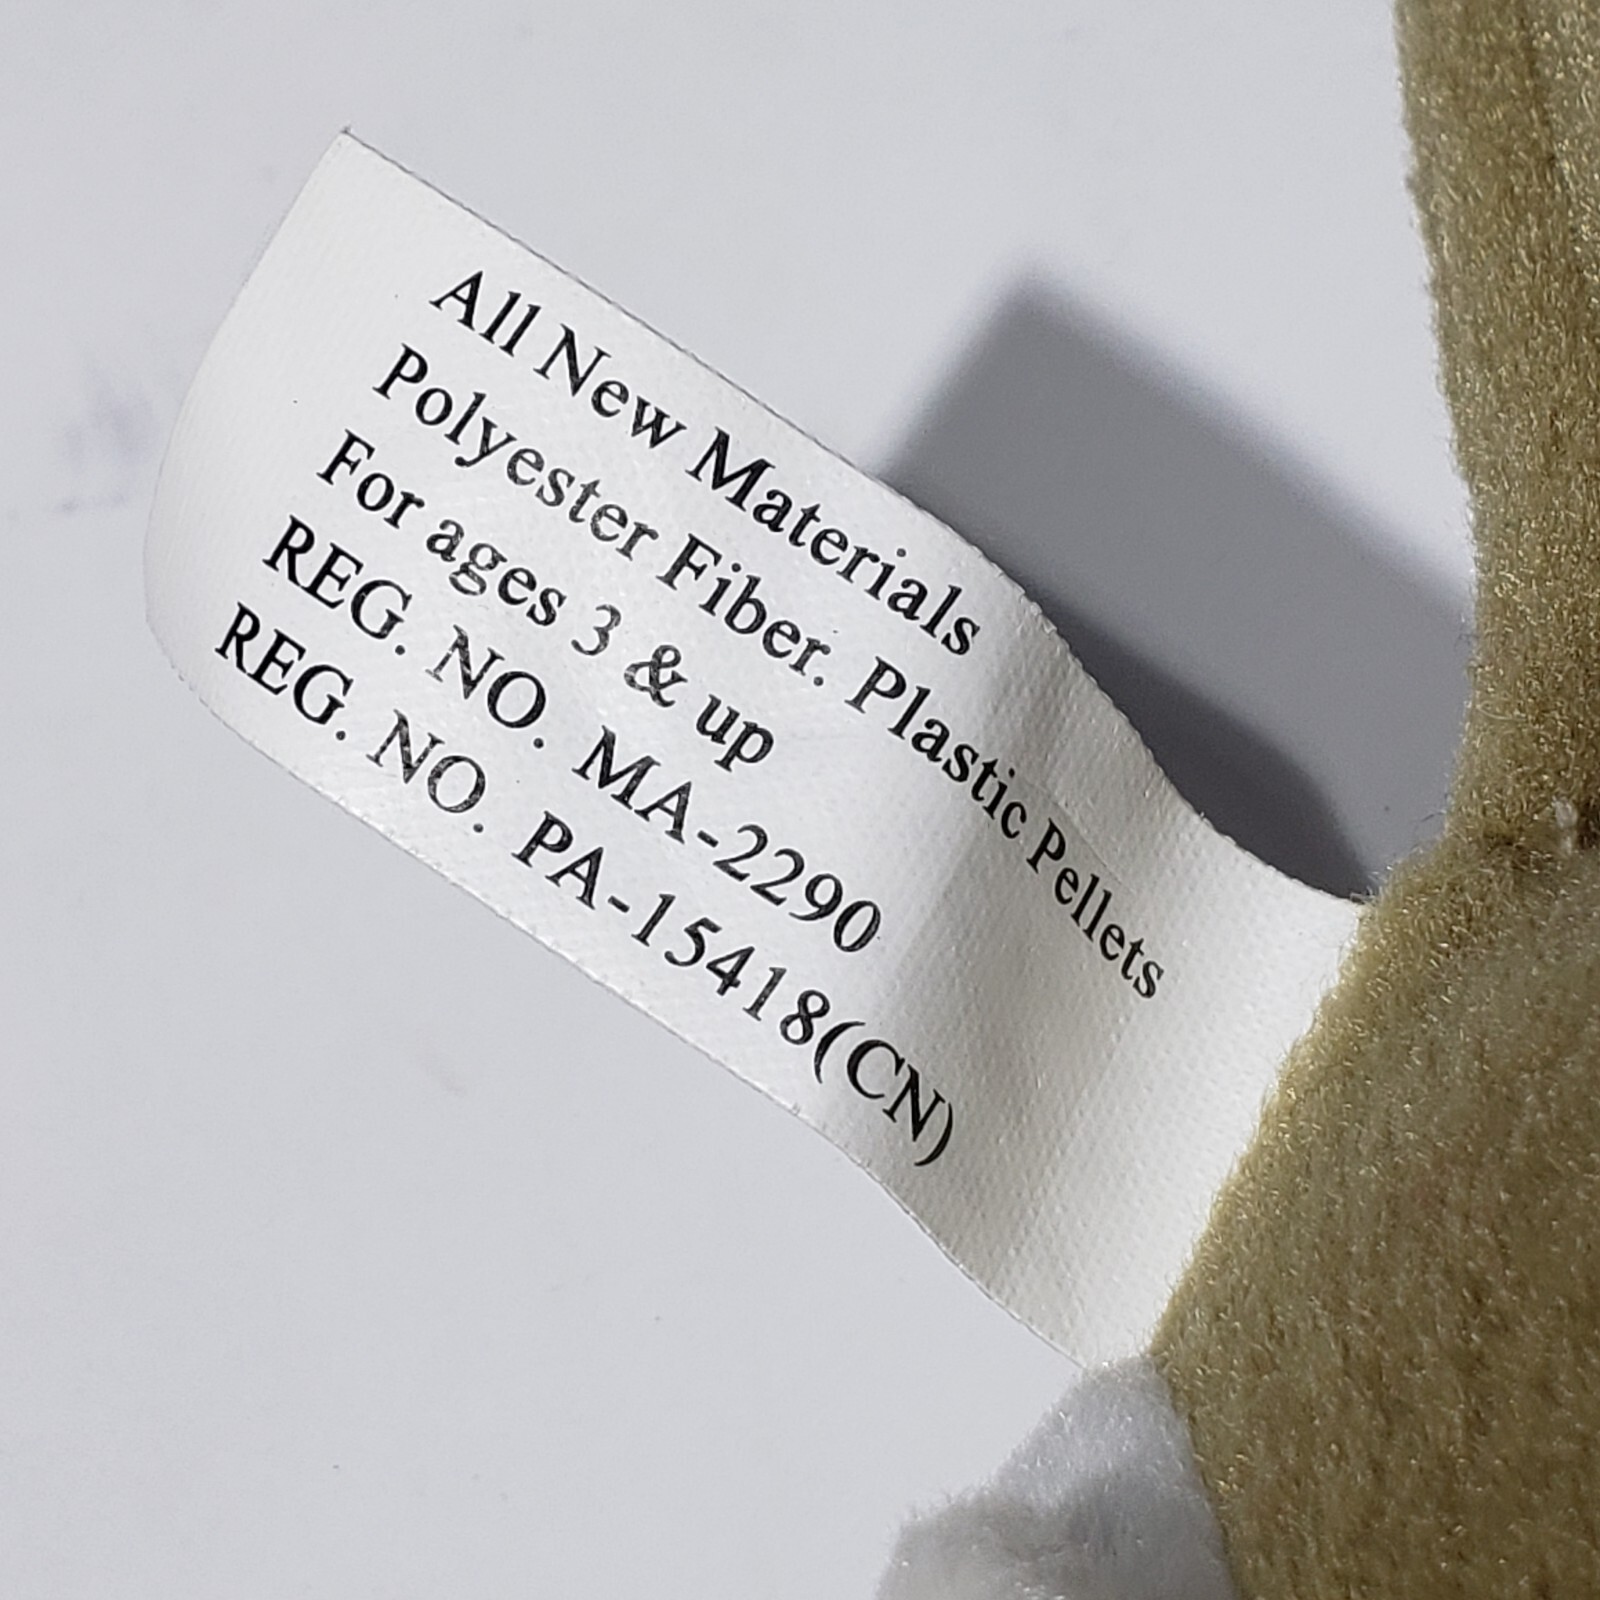 All New Materials
Polyester Fiber. Plastic Pellets
For ages 3 & up
REG. NO. MA-2290
REG. NO. PA-15418(CN)